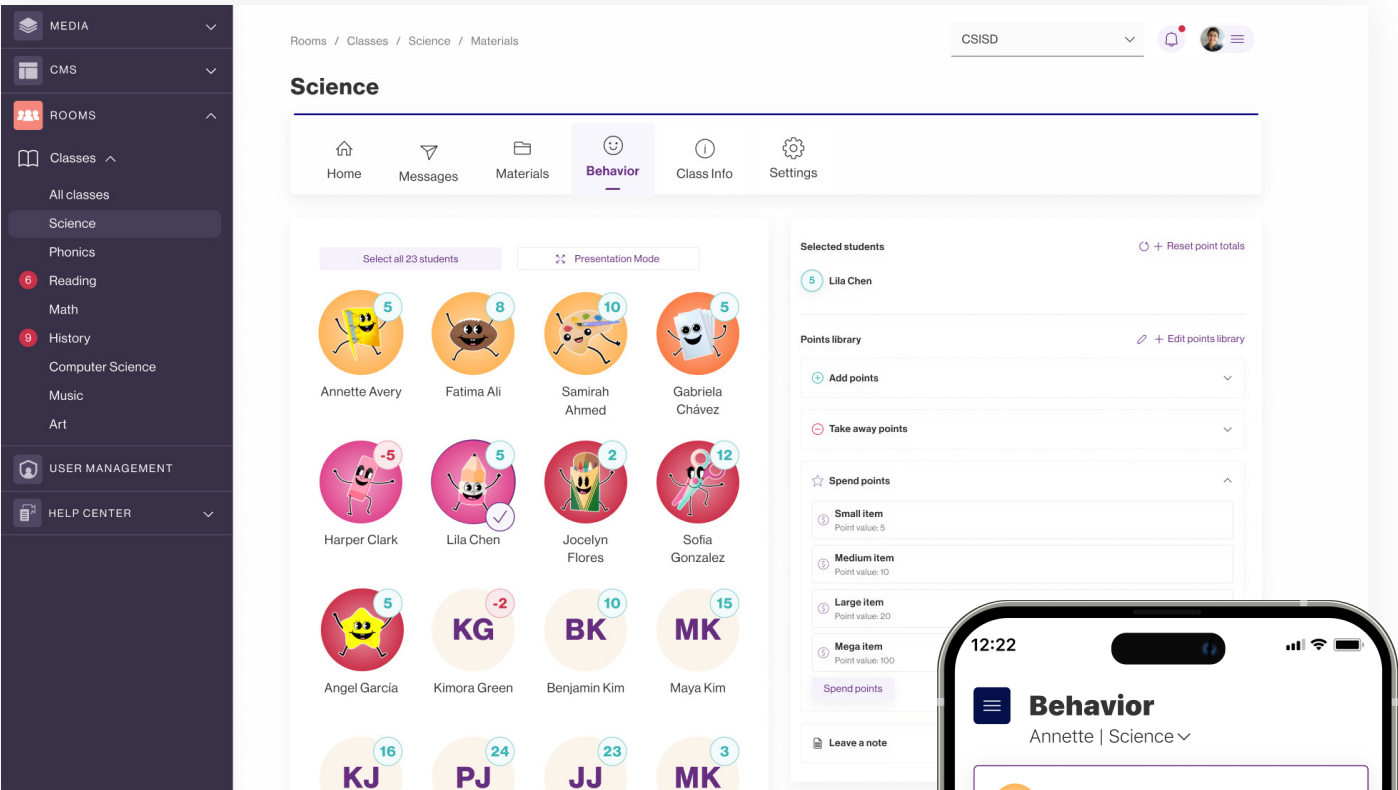 MEDIA
CMS
ROOMS
Classes
All classes
Science
Phonics
6 Reading
Math
9 History
Computer Science
Music
Art
USER MANAGEMENT
HELP CENTER
Rooms / Classes / Science / Materials
CSISD
Science
Home
Messages
Materials
Behavior
Class Info
Settings
Select all 23 students
Presentation Mode
5
8
10
5
Annette Avery
Fatima Ali
Samirah
Ahmed
Gabriela
Chávez
-5
5
2
12
Harper Clark
Lila Chen
Jocelyn
Flores
Sofia
Gonzalez
5
-2
10
15
KG
BK
MK
Angel García
Kimora Green
Benjamin Kim
Maya Kim
16
24
23
3
KJ
PJ
JJ
MK
Selected students
+ Reset point totals
5 Lila Chen
Points library
+ Edit points library
Add points
Take away points
Spend points
Small item
Point value: 5
Medium item
Point value: 10
Large item
Point value: 20
Mega item
Point value: 100
Spend points
Leave a note
12:22
Behavior
Annette | Science